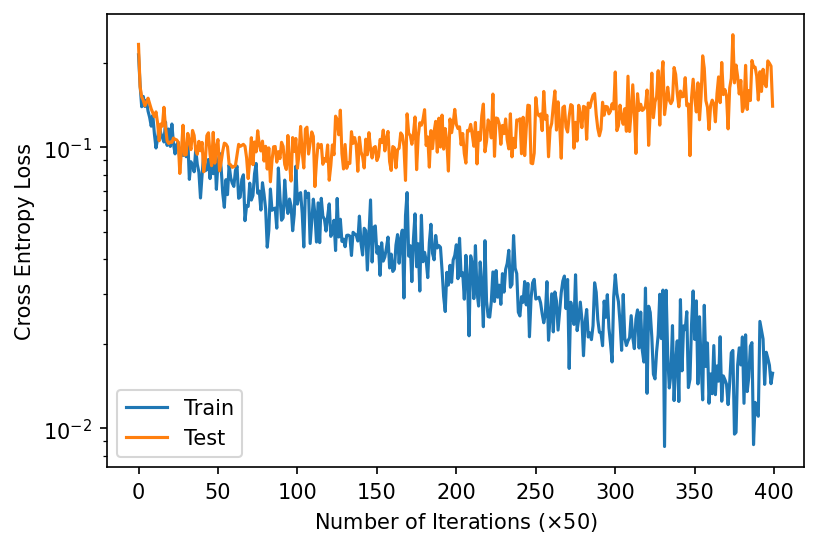 Cross Entropy Loss
10⁻¹
10⁻²
Train
Test
0 50 100 150 200 250 300 350 400
Number of Iterations (×50)